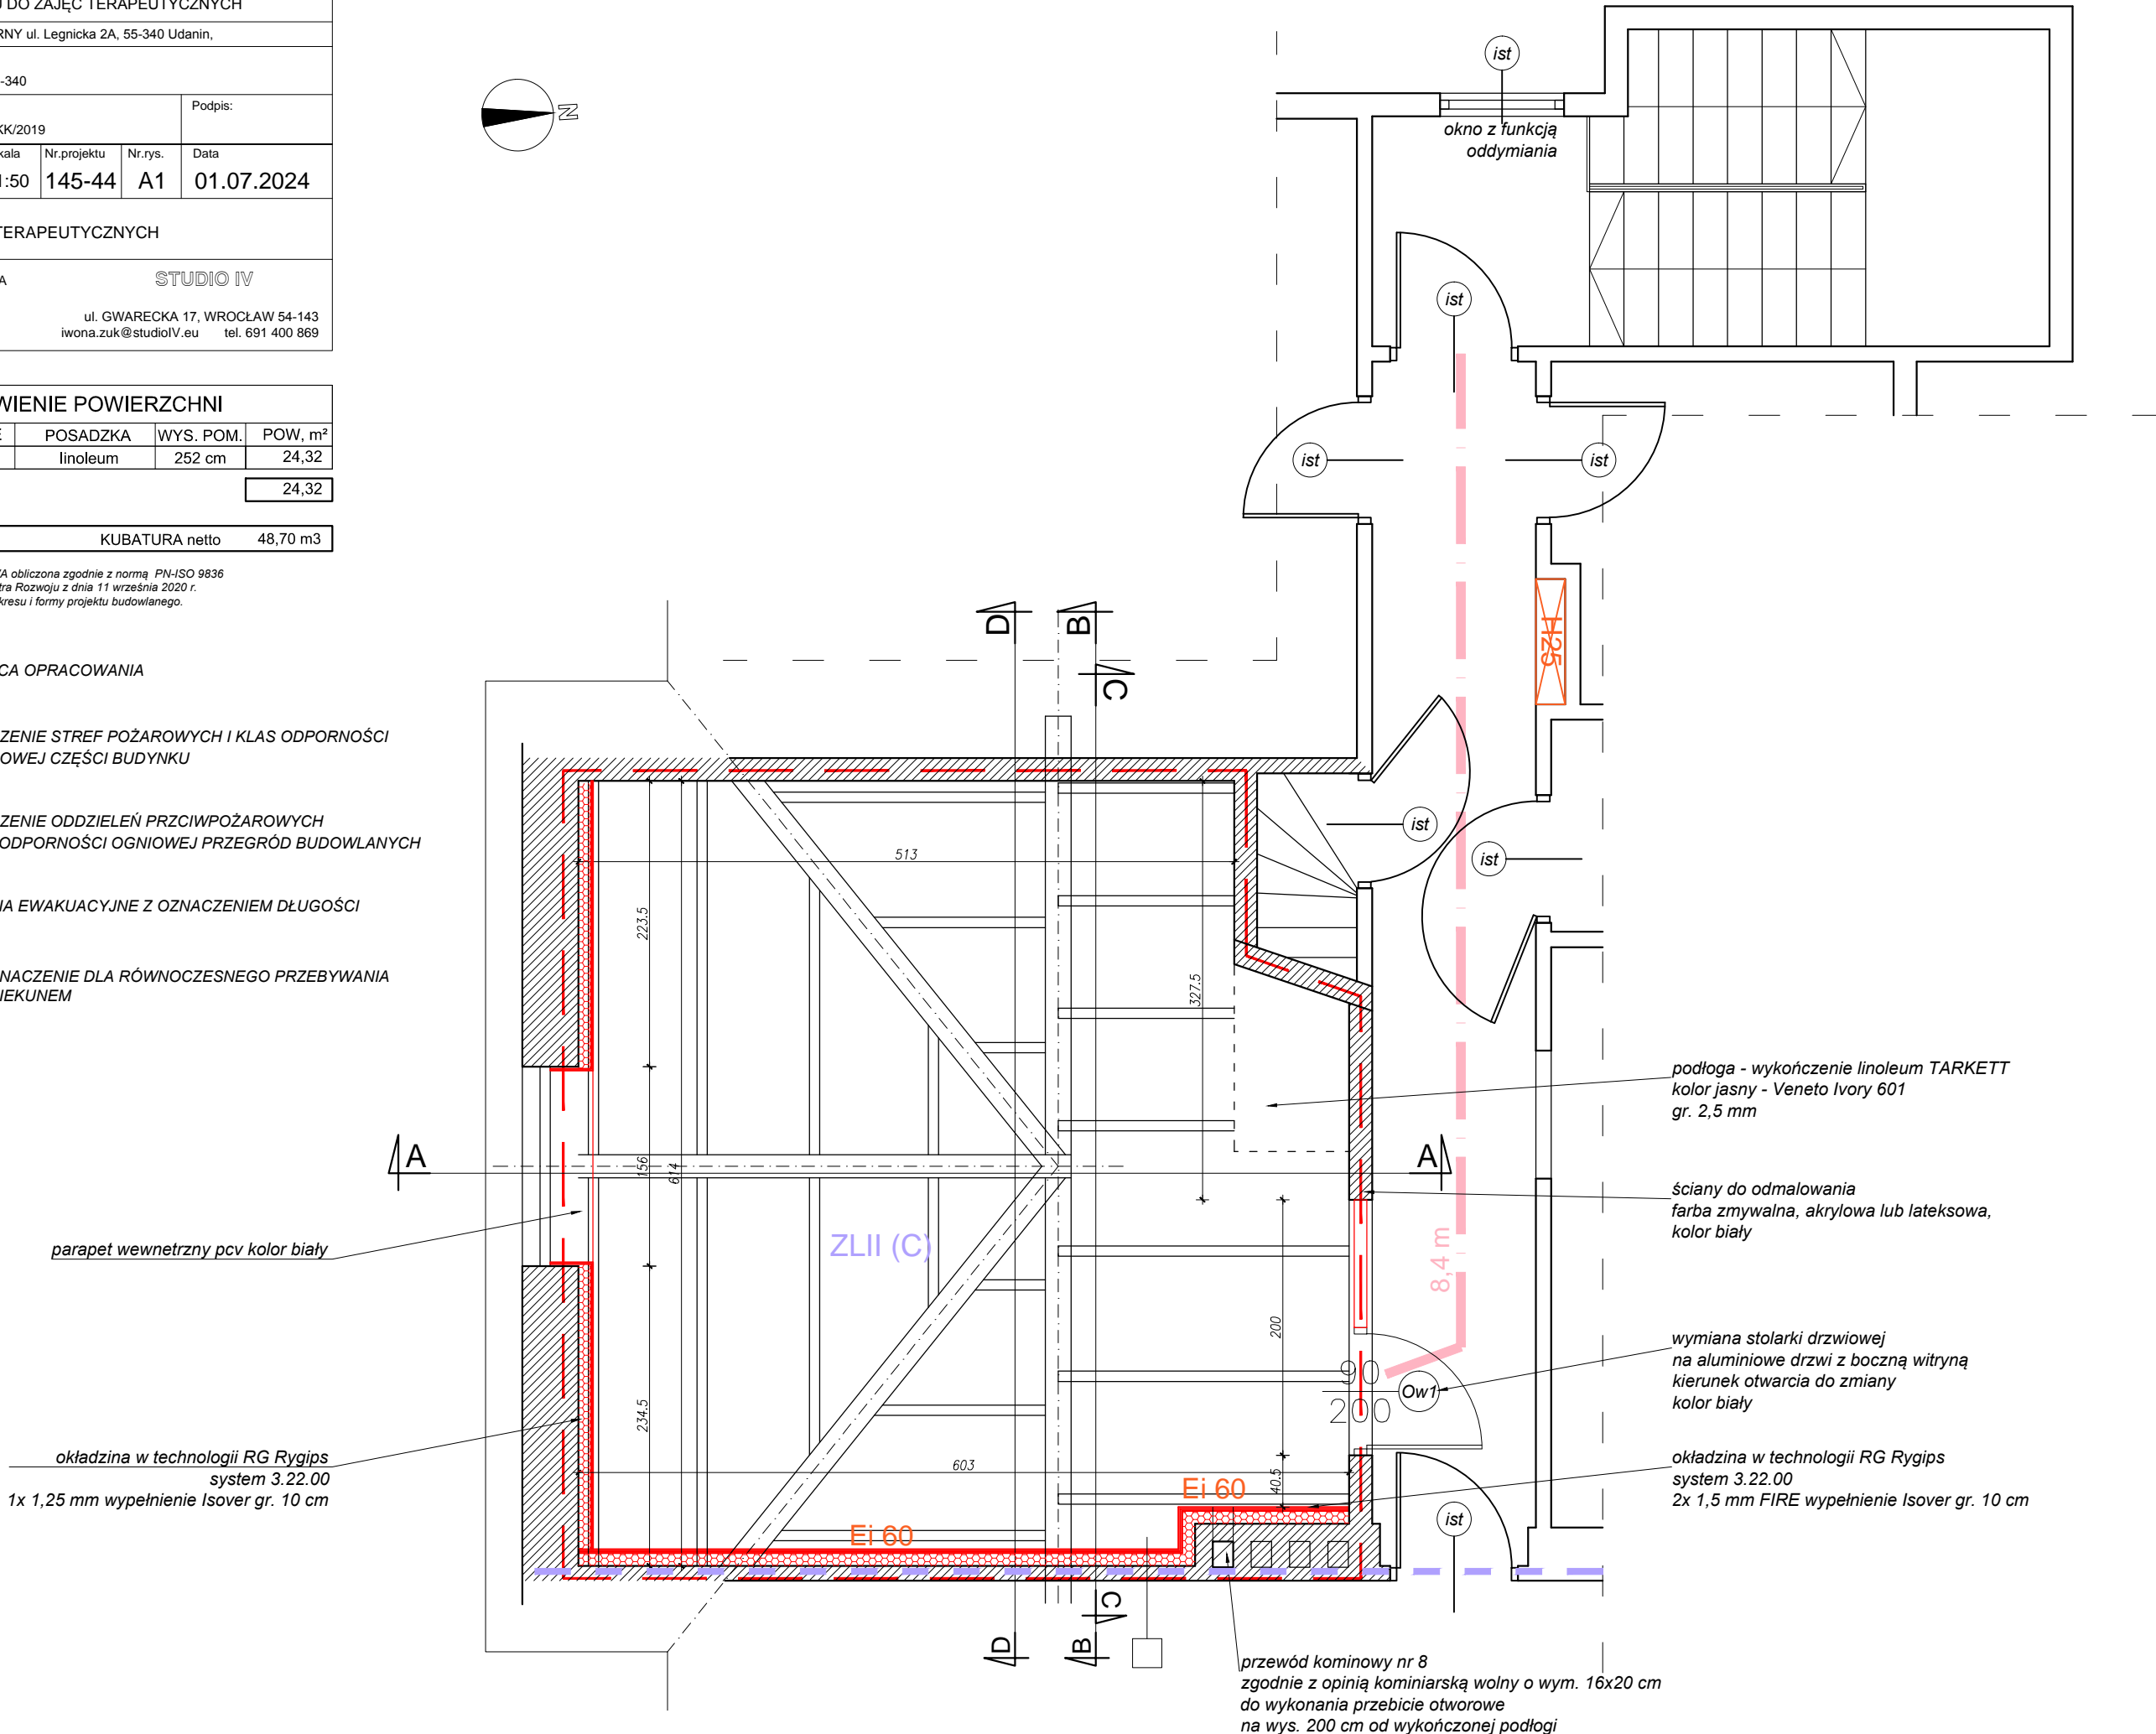 DO ZAJĘĆ TERAPEUTYCZNYCH
ul. Legnicka 2A, 55-340 Udanin,
-340
KK/2019
Podpis:
Nr.projektu
Nr.rys.
Data
1:50
145-44
A1
01.07.2024
TERAPEUTYCZNYCH
STUDIO IV
ul. GWARECKA 17, WROCŁAW 54-143
iwona.zuk@studioIV.eu tel. 691 400 869
WIENIE POWIERZCHNI
POSADZKA
WYS. POM.
POW, m²
linoleum
252 cm
24,32
24,32
KUBATURA netto 48,70 m3
obliczona zgodnie z normą PN-ISO 9836
tra Rozwoju z dnia 11 września 2020 r.
kresu i formy projektu budowlanego.
CA OPRACOWANIA
ZENIE STREF POŻAROWYCH I KLAS ODPORNOŚCI
OWEJ CZĘŚCI BUDYNKU
ZENIE ODDZIELEŃ PRZCIWPOŻAROWYCH
ODPORNOŚCI OGNIOWEJ PRZEGRÓD BUDOWLANYCH
IA EWAKUACYJNE Z OZNACZENIEM DŁUGOŚCI
NACZENIE DLA RÓWNOCZESNEGO PRZEBYWANIA
IEKUNEM
N
ist
okno z funkcją
oddymiania
ist
ist
ist
H25
D
B
C
ist
ist
513
223.5
327.5
156
614
A
A
podłoga - wykończenie linoleum TARKETT
kolor jasny - Veneto Ivory 601
gr. 2,5 mm
ściany do odmalowania
farba zmywalna, akrylowa lub lateksowa,
kolor biały
parapet wewnetrzny pcv kolor biały
ZLII (C)
8,4 m
200
234.5
90
200
Ow1
wymiana stolarki drzwiowej
na aluminiowe drzwi z boczną witryną
kierunek otwarcia do zmiany
kolor biały
okładzina w technologii RG Rygips
system 3.22.00
1x 1,25 mm wypełnienie Isover gr. 10 cm
603
40.5
Ei 60
Ei 60
okładzina w technologii RG Rygips
system 3.22.00
2x 1,5 mm FIRE wypełnienie Isover gr. 10 cm
ist
C
D
B
przewód kominowy nr 8
zgodnie z opinią kominiarską wolny o wym. 16x20 cm
do wykonania przebicie otworowe
na wys. 200 cm od wykończonej podłogi